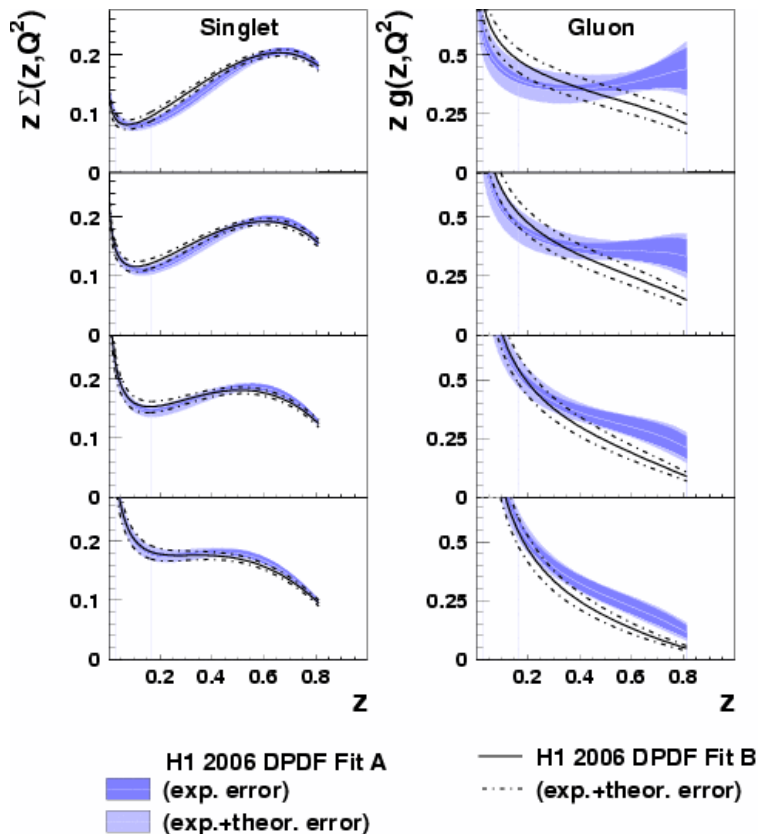 Singlet
Gluon
z Σ(z,Q²)
z g(z,Q²)
0.2
0.1
0
0.5
0.25
0
0.2
0.1
0
0.5
0.25
0
0.2
0.1
0
0.5
0.25
0
0.2
0.1
0
0.5
0.25
0
0.2 0.4 0.6 0.8
0.2 0.4 0.6 0.8
z
z
H1 2006 DPDF Fit A
(exp. error)
(exp.+theor. error)
H1 2006 DPDF Fit B
(exp.+theor. error)